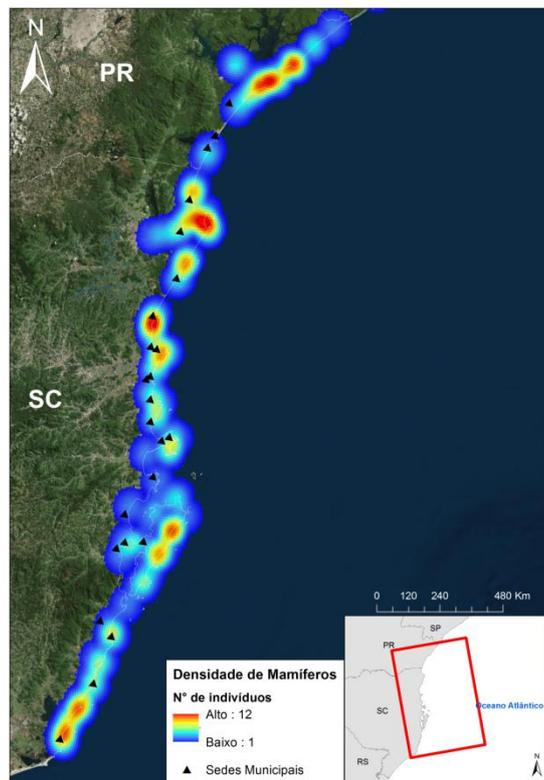 N
PR
SC
Densidade de Mamíferos
N° de indivíduos
Alto : 12
Baixo : 1
Sedes Municipais
0 120 240 480 Km
SP
PR
SC
Oceano Atlântico
RS
N